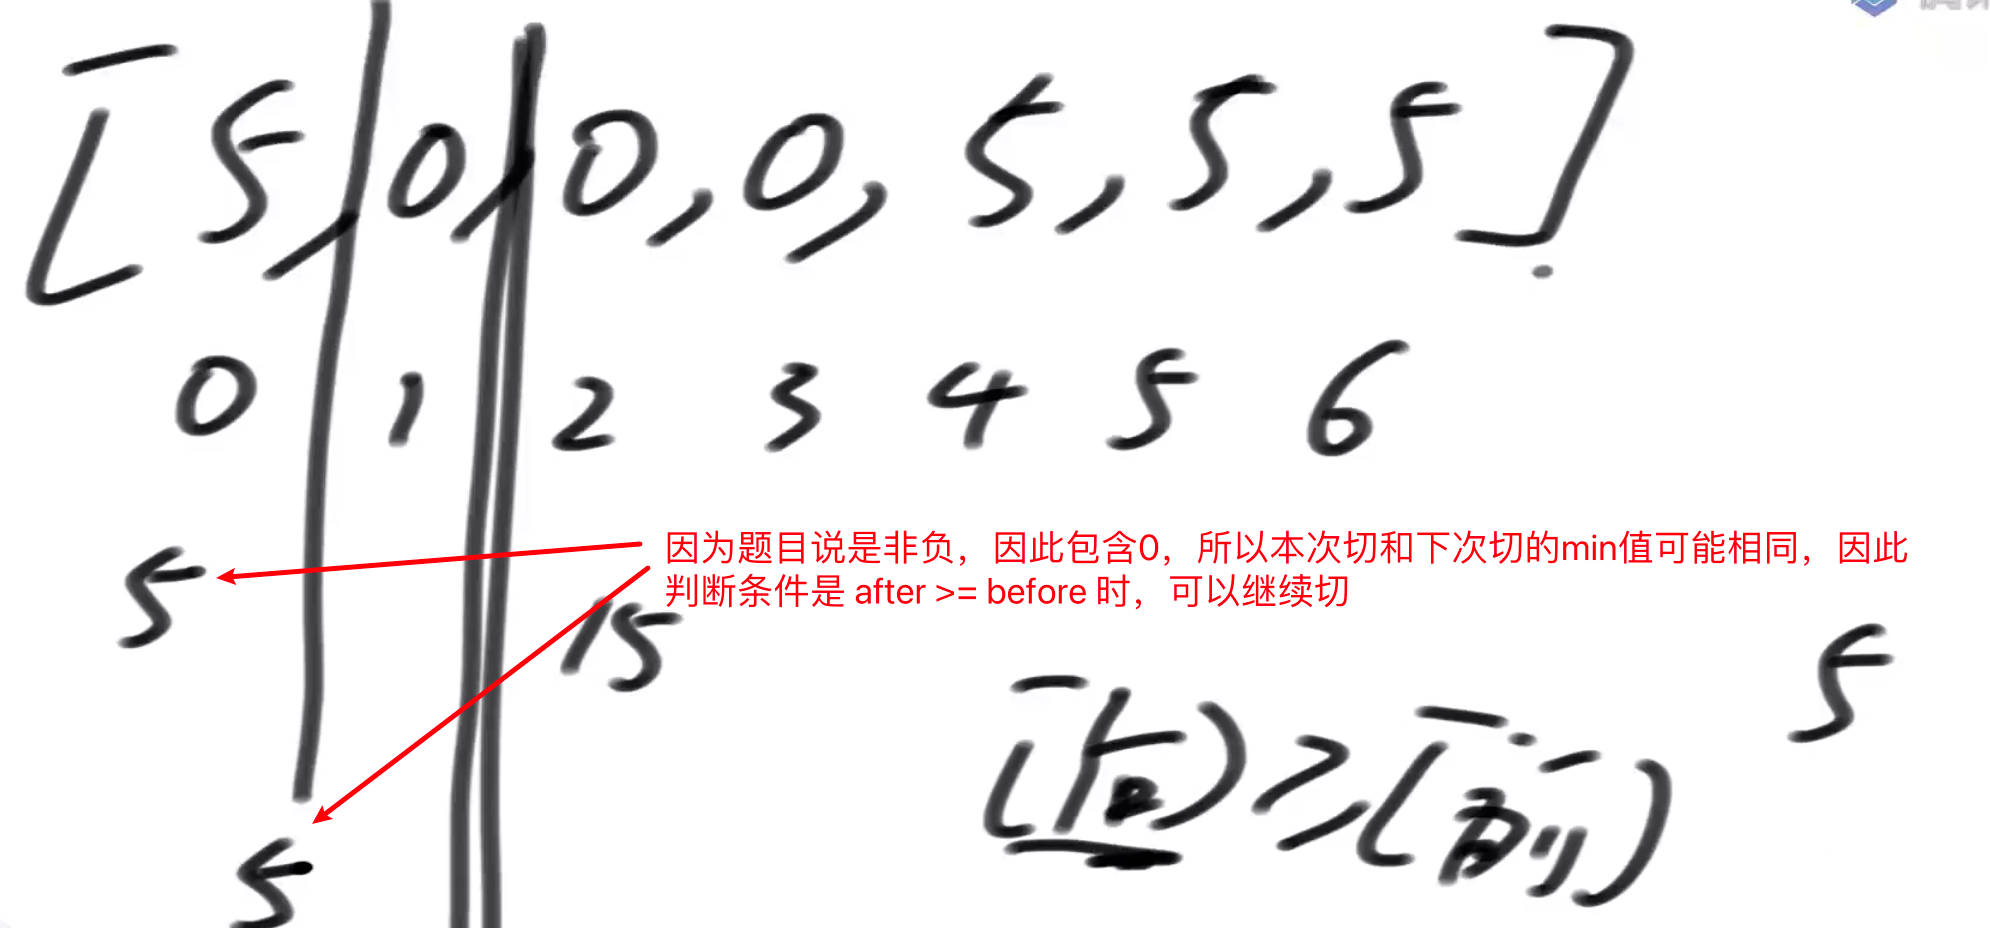 [5,0,0,0,5,5,5]
0 1 2 3 4 5 6
因为题目说是非负，因此包含0，所以本次切和下次切的min值可能相同，因此
判断条件是 after >= before 时，可以继续切
5
15
5
(后)≥(前)
5